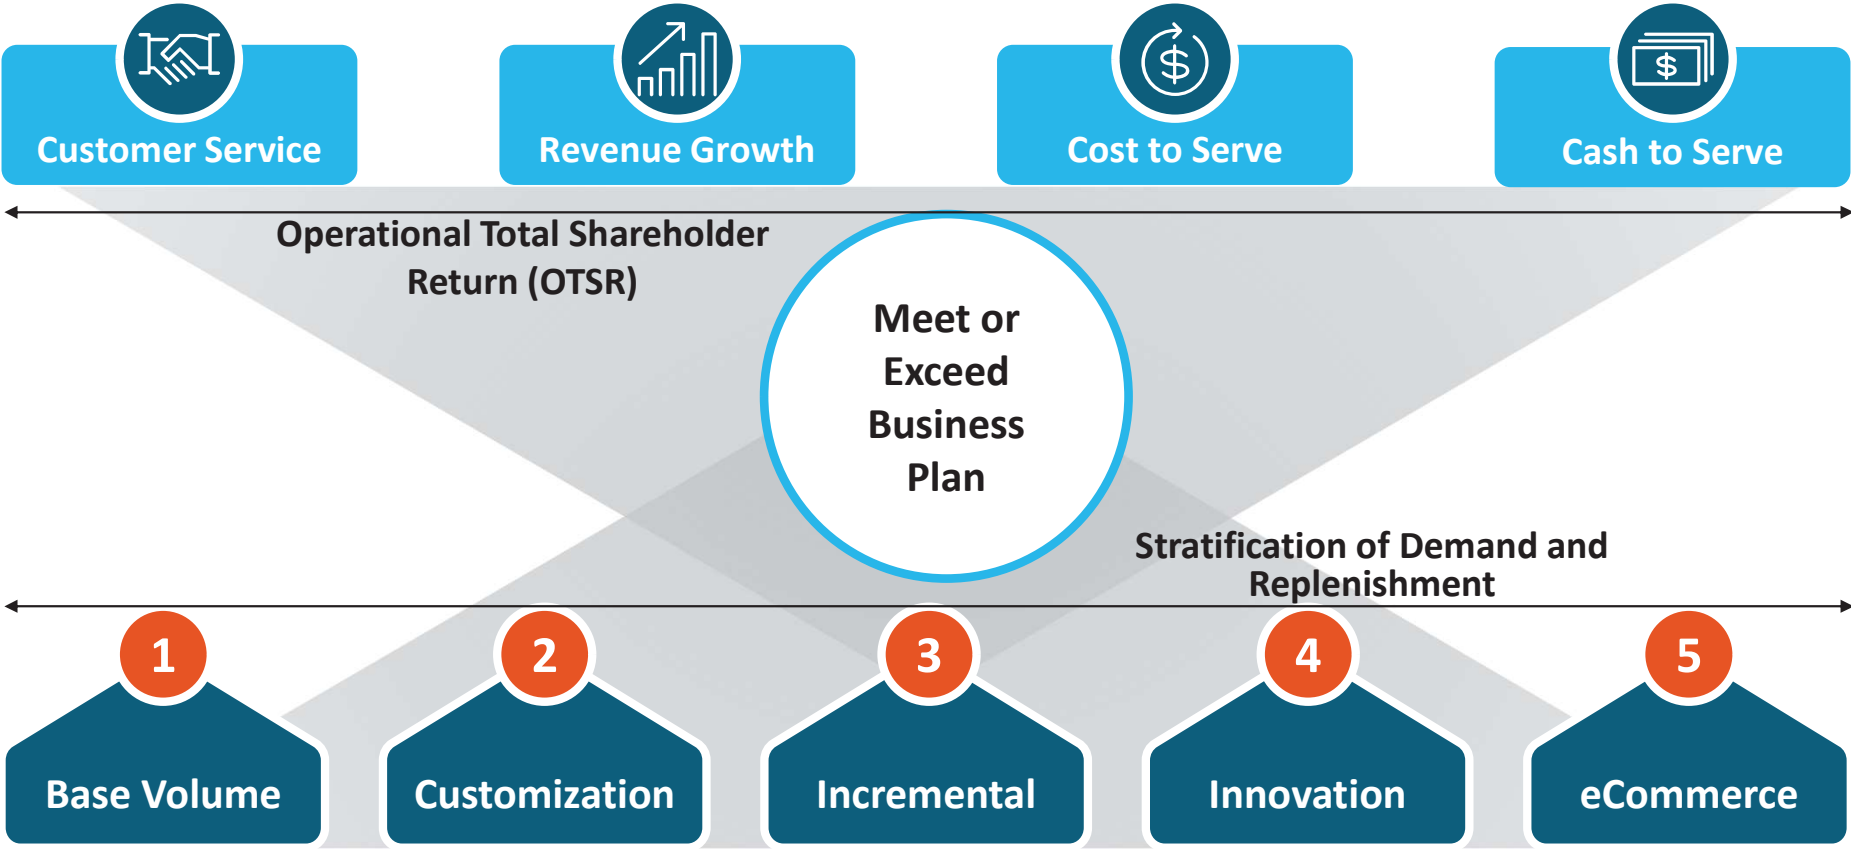 Customer Service
Revenue Growth
$
Cost to Serve
$
Cash to Serve
Operational Total Shareholder
Return (OTSR)
Meet or
Exceed
Business
Plan
Stratification of Demand and
Replenishment
1
2
3
4
5
Base Volume
Customization
Incremental
Innovation
eCommerce